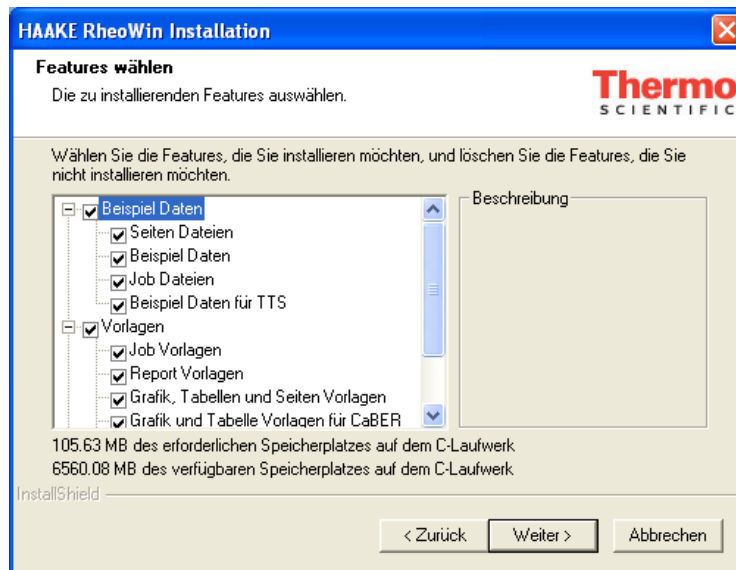 HAAKE RheoWin Installation
Features wählen
Die zu installierenden Features auswählen.
Thermo
SCIENTIFIC
Wählen Sie die Features, die Sie installieren möchten, und löschen Sie die Features, die Sie
nicht installieren möchten.
Beispiel Daten
Seiten Dateien
Beispiel Daten
Job Dateien
Beispiel Daten für TTS
Vorlagen
Job Vorlagen
Report Vorlagen
Grafik, Tabellen und Seiten Vorlagen
Grafik und Tabelle Vorlagen für CaBER
Beschreibung
105.63 MB des erforderlichen Speicherplatzes auf dem C-Laufwerk
6560.08 MB des verfügbaren Speicherplatzes auf dem C-Laufwerk
InstallShield
< Zurück
Weiter >
Abbrechen